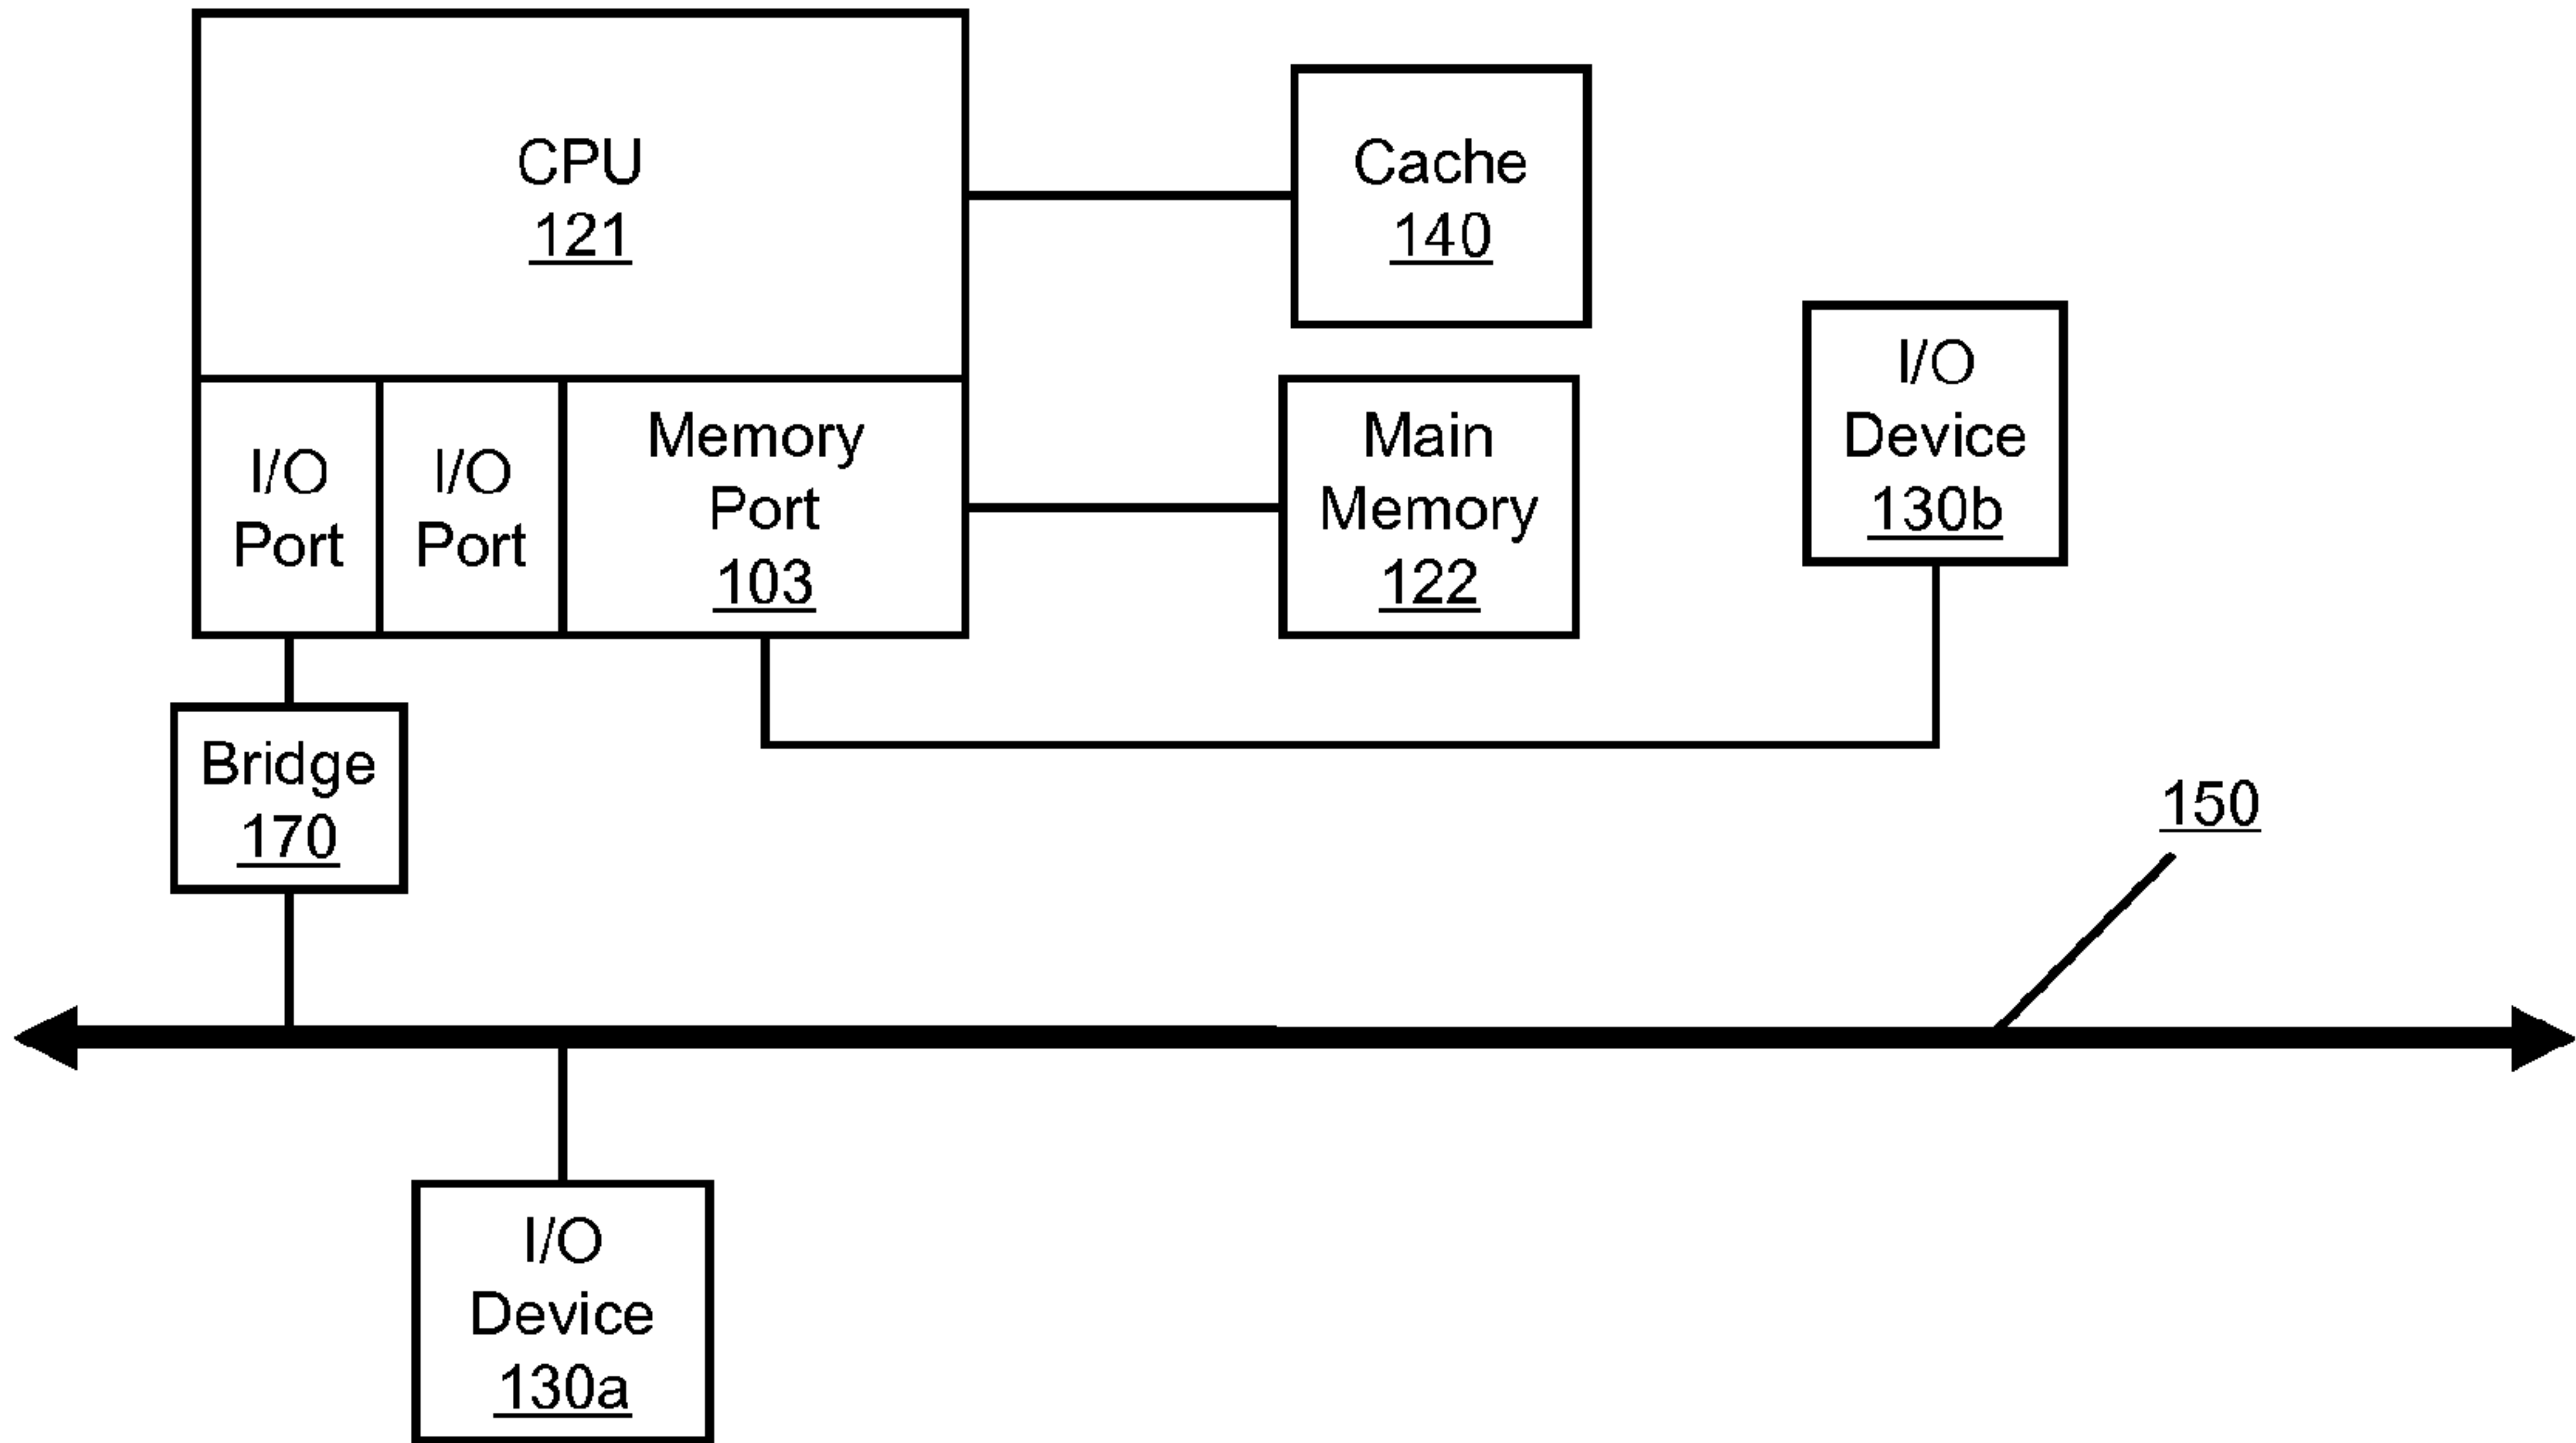 CPU
121
Cache
140
I/O
Port
I/O
Port
Memory
Port
103
Main
Memory
122
I/O
Device
130b
Bridge
170
150
I/O
Device
130a